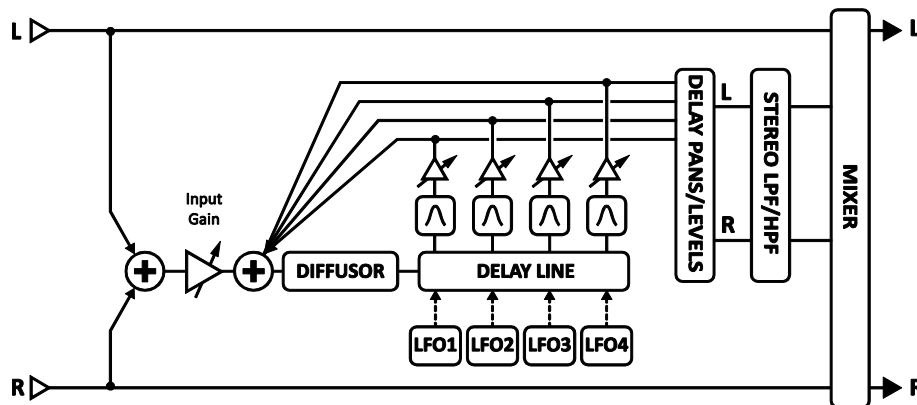 L
L
DELAY PANS/LEVELS
L
R
STEREO LPF/HPF
MIXER
Input
Gain
+
+
DIFFUSOR
DELAY LINE
LFO1
LFO2
LFO3
LFO4
R
R